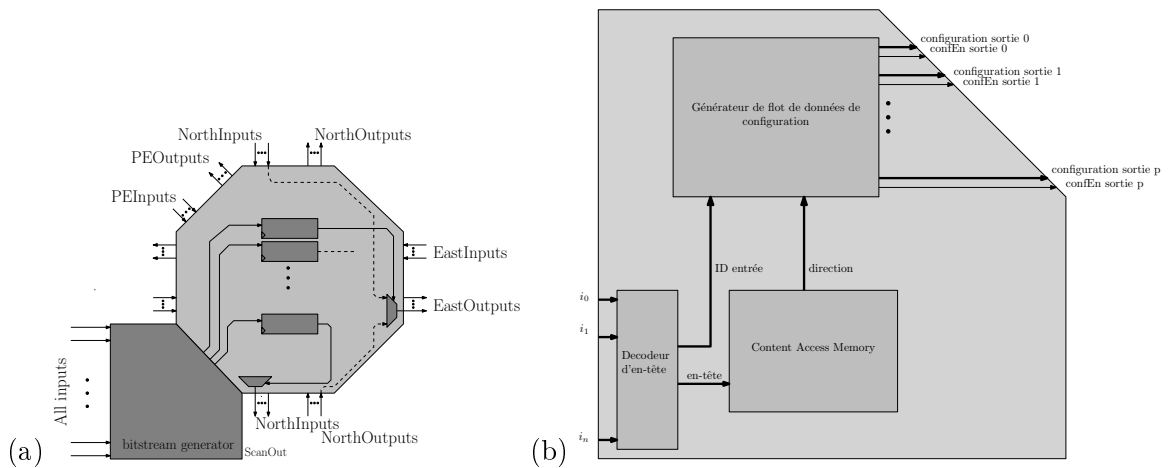 NorthInputs
NorthOutputs
PEOutputs
PEInputs
EastInputs
EastOutputs
All inputs
bitstream generator
ScanOut
NorthInputs
NorthOutputs
(a)
configuration sortie 0
confEn sortie 0
configuration sortie 1
confEn sortie 1
Générateur de flot de données de
configuration
configuration sortie p
confEn sortie p
ID entrée
direction
i0
i1
Decodeur
d'en-tête
en-tête
Content Access Memory
in
(b)